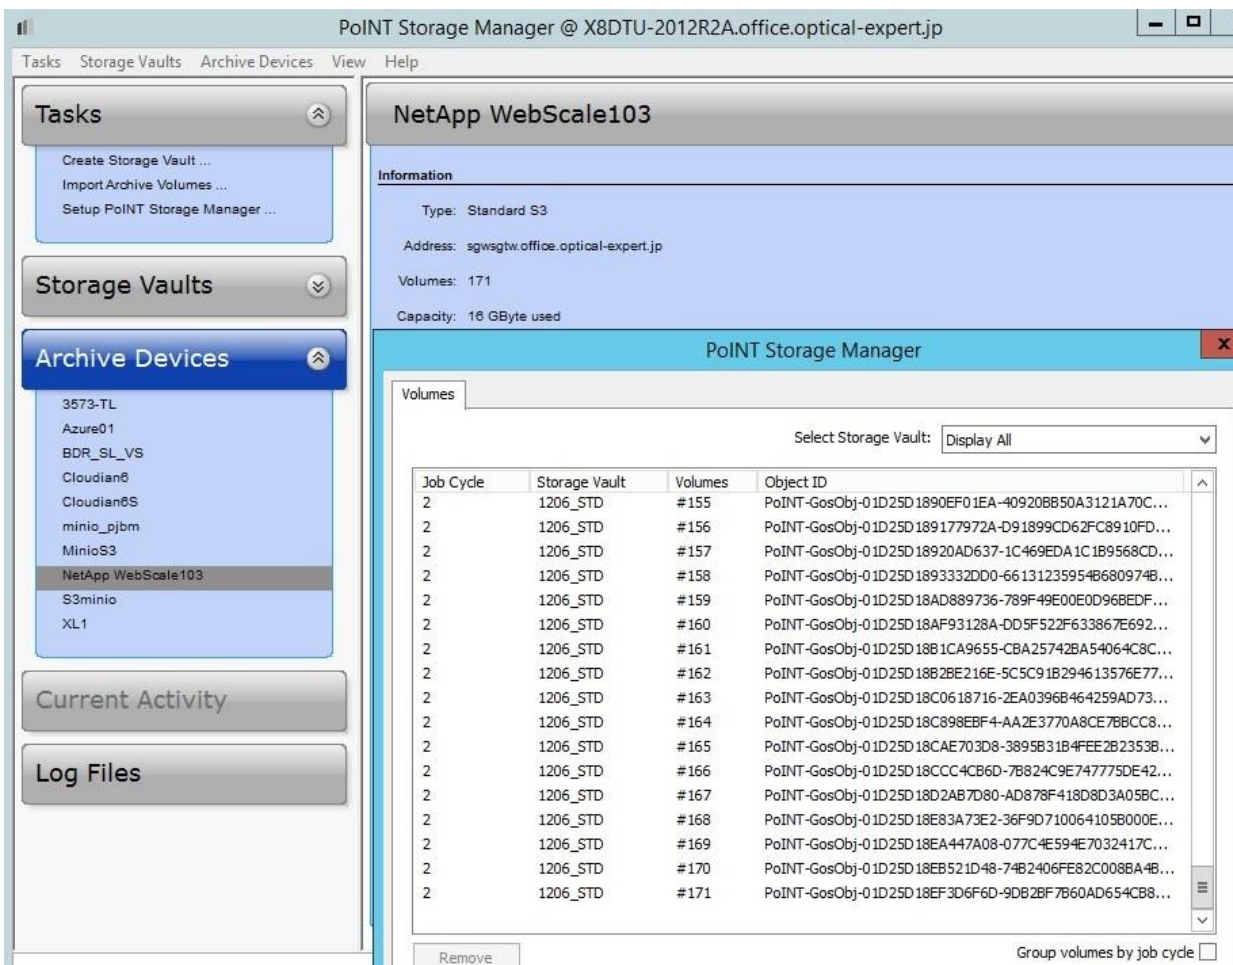 PoINT Storage Manager @ X8DTU-2012R2A.office.optical-expert.jp
Tasks Storage Vaults Archive Devices View Help
Tasks
Create Storage Vault ...
Import Archive Volumes ...
Setup PoINT Storage Manager ...
Storage Vaults
Archive Devices
3573-TL
Azure01
BDR_SL_VS
Cloudian6
Cloudian6S
minio_pjbm
MinioS3
NetApp WebScale103
S3minio
XL1
Current Activity
Log Files
NetApp WebScale103
Information
Type: Standard S3
Address: sgwsgtw.office.optical-expert.jp
Volumes: 171
Capacity: 16 GByte used
PoINT Storage Manager
x
Volumes
Select Storage Vault: Display All
Job Cycle Storage Vault Volumes Object ID
2 1206_STD #155 PoINT-GosObj-01D25D1890EF01EA-40920BB50A3121A70C...
2 1206_STD #156 PoINT-GosObj-01D25D189177972A-D91899CD62FC8910FD...
2 1206_STD #157 PoINT-GosObj-01D25D18920AD637-1C469EDA1C1B9568CD...
2 1206_STD #158 PoINT-GosObj-01D25D1893332DD0-66131235954B680974B...
2 1206_STD #159 PoINT-GosObj-01D25D18AD889736-789F49E00E0D96BEDF...
2 1206_STD #160 PoINT-GosObj-01D25D18AF93128A-DD5F522F633867E692...
2 1206_STD #161 PoINT-GosObj-01D25D18B1CA9655-CBA25742BA54064C8C...
2 1206_STD #162 PoINT-GosObj-01D25D18B2BE216E-5C5C91B294613576E77...
2 1206_STD #163 PoINT-GosObj-01D25D18C0618716-2EA0396B464259AD73...
2 1206_STD #164 PoINT-GosObj-01D25D18C898EBF4-AA2E3770A8CE7BBCC8...
2 1206_STD #165 PoINT-GosObj-01D25D18CAE703D8-3895B31B4FEE2B2353B...
2 1206_STD #166 PoINT-GosObj-01D25D18CCC4CB6D-7B824C9E747775DE42...
2 1206_STD #167 PoINT-GosObj-01D25D18D2AB7D80-AD878F418D8D3A05BC...
2 1206_STD #168 PoINT-GosObj-01D25D18E83A73E2-36F9D710064105B000E...
2 1206_STD #169 PoINT-GosObj-01D25D18EA447A08-077C4E594E7032417C...
2 1206_STD #170 PoINT-GosObj-01D25D18EB521D48-74B2406FE82C008BA4B...
2 1206_STD #171 PoINT-GosObj-01D25D18EF3D6F6D-9DB2BF7B60AD654CB8...
Remove
Group volumes by job cycle